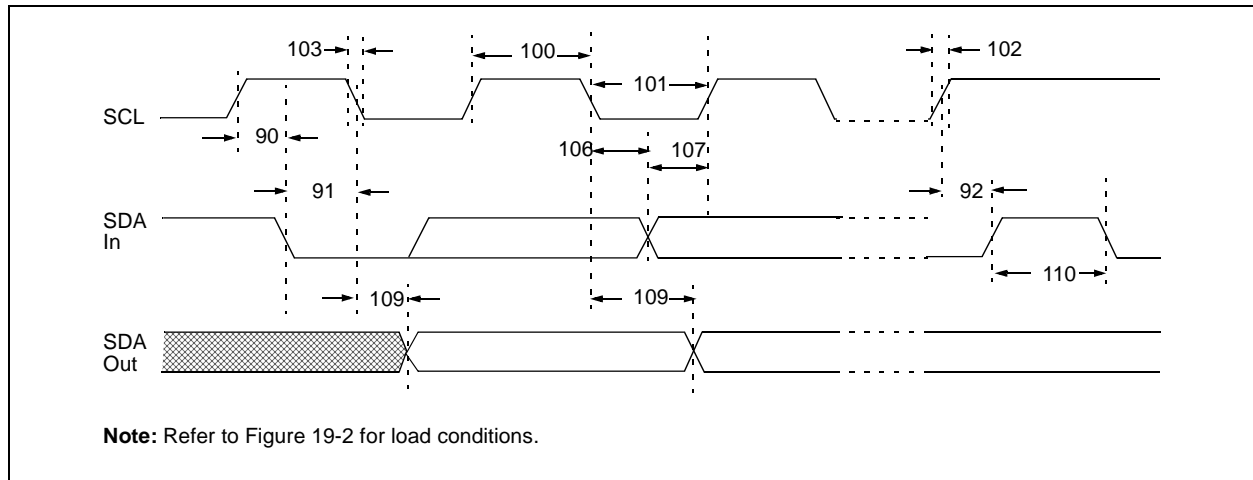 103
100
102
101
SCL
90
106
107
91
92
SDA
In
110
109
109
SDA
Out
Note: Refer to Figure 19-2 for load conditions.